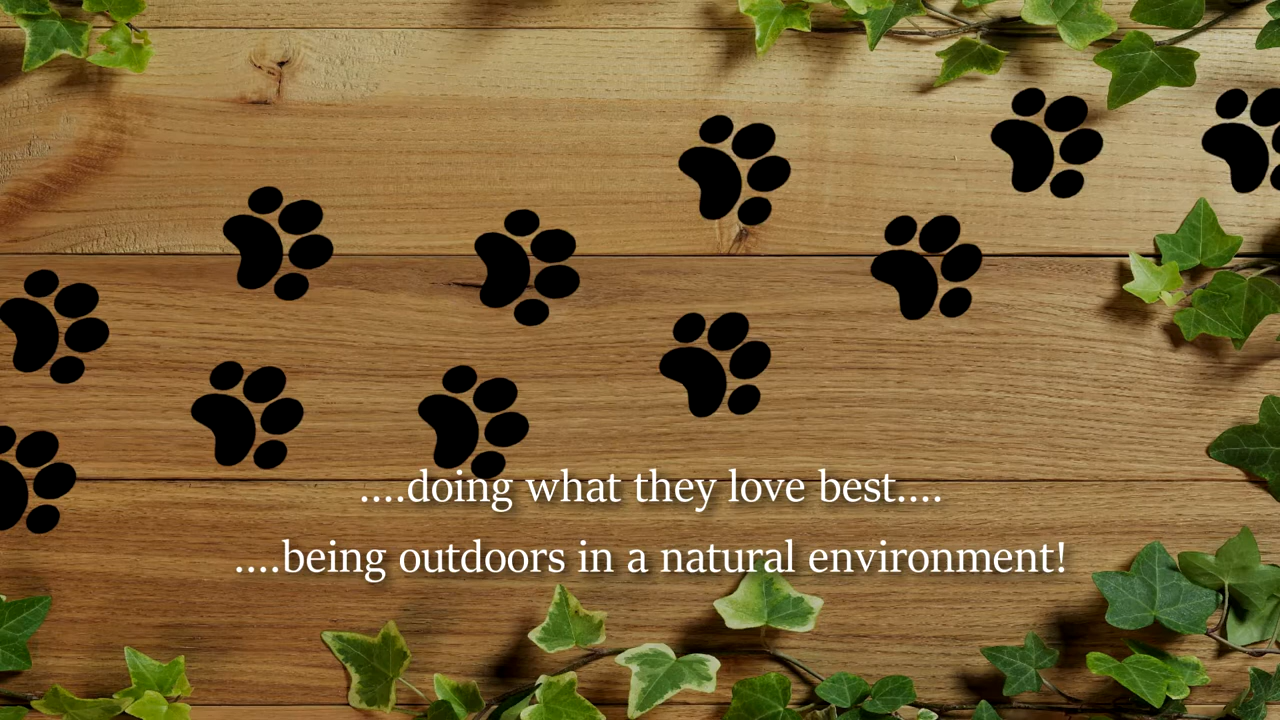 ....doing what they love best....
....being outdoors in a natural environment!